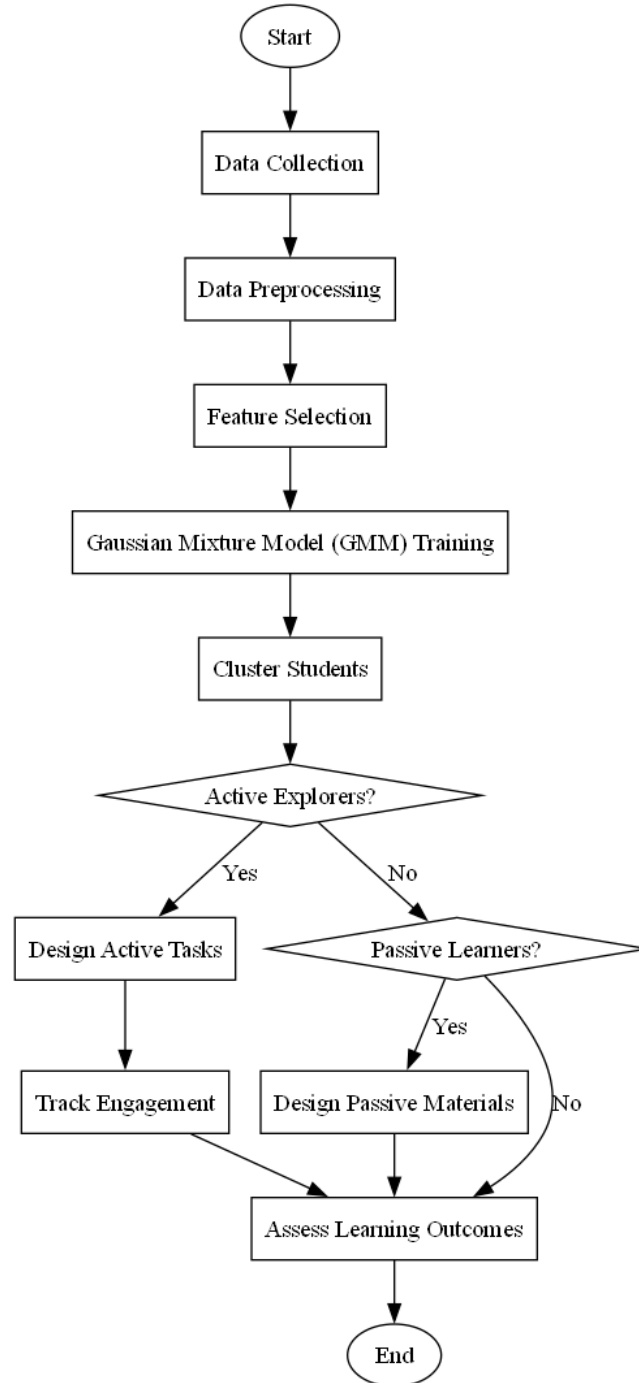 Start
Data Collection
Data Preprocessing
Feature Selection
Gaussian Mixture Model (GMM) Training
Cluster Students
Active Explorers?
Yes
No
Design Active Tasks
Passive Learners?
Yes
Track Engagement
Design Passive Materials
No
Assess Learning Outcomes
End